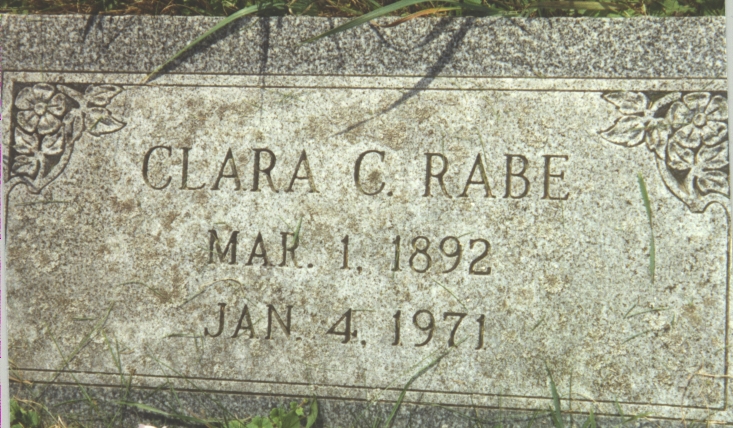 CLARA C. RABE
MAR. 1, 1892
JAN. 4, 1971